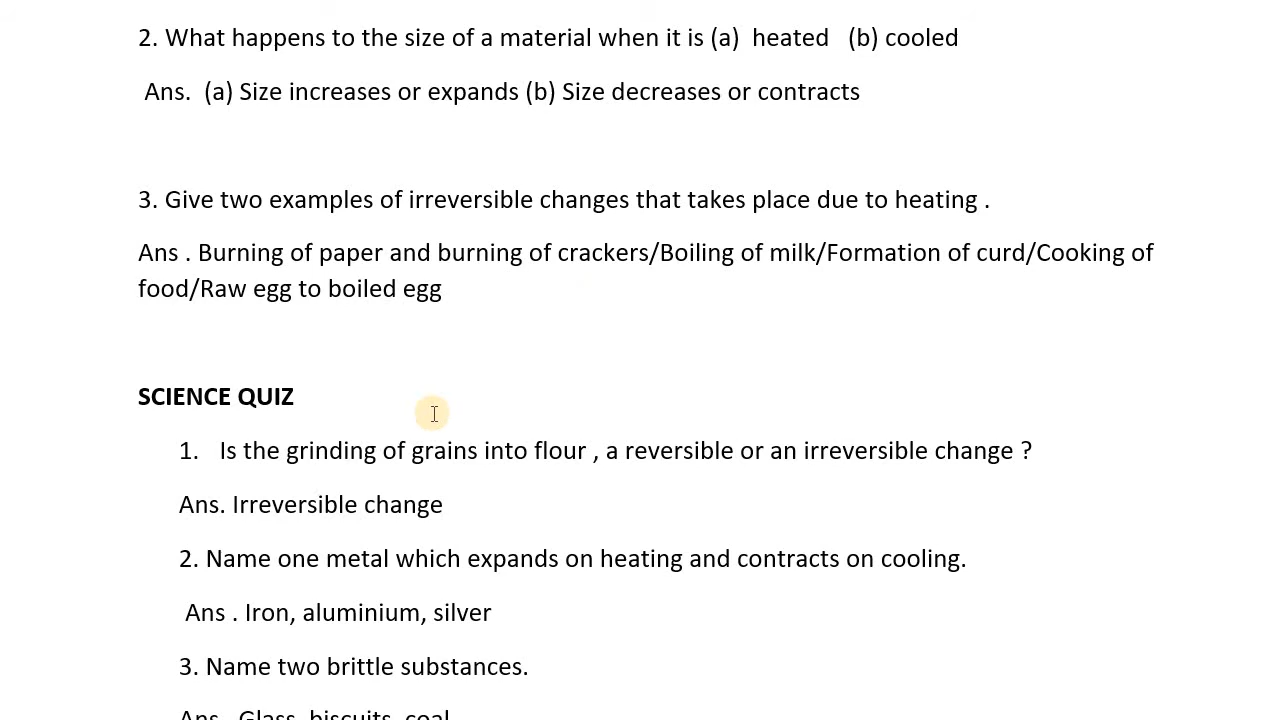 2. What happens to the size of a material when it is (a)  heated   (b) cooled
Ans.  (a) Size increases or expands (b) Size decreases or contracts
3. Give two examples of irreversible changes that takes place due to heating .
Ans . Burning of paper and burning of crackers/Boiling of milk/Formation of curd/Cooking of
food/Raw egg to boiled egg
SCIENCE QUIZ
1.   Is the grinding of grains into flour , a reversible or an irreversible change ?
Ans. Irreversible change
2. Name one metal which expands on heating and contracts on cooling.
Ans . Iron, aluminium, silver
3. Name two brittle substances.
Ans . Glass, biscuits, coal